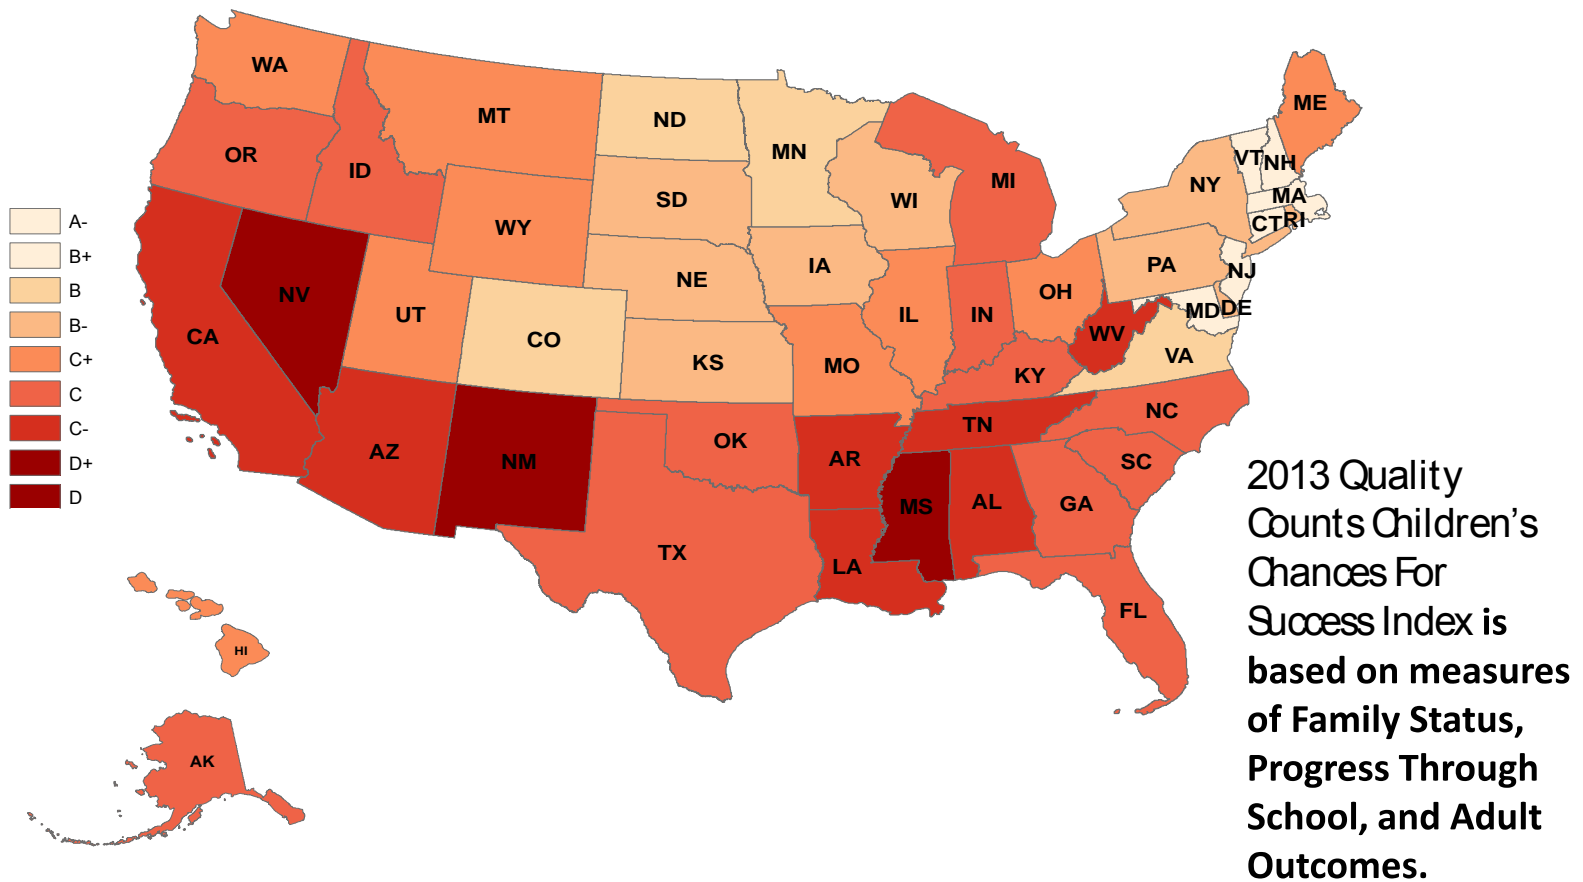 WA
MT
ND
MN
ME
OR
ID
SD
WI
MI
NY
VT
NH
MA
CT
RI
WY
A-
B+
B
B-
C+
C
C-
D+
D
NV
UT
CO
NE
IA
IL
IN
OH
PA
NJ
MD
DE
CA
KS
MO
KY
WV
VA
AZ
NM
OK
AR
TN
NC
SC
TX
LA
MS
AL
GA
FL
HI
AK
2013 Quality
Counts Children’s
Chances For
Success Index is
based on measures
of Family Status,
Progress Through
School, and Adult
Outcomes.